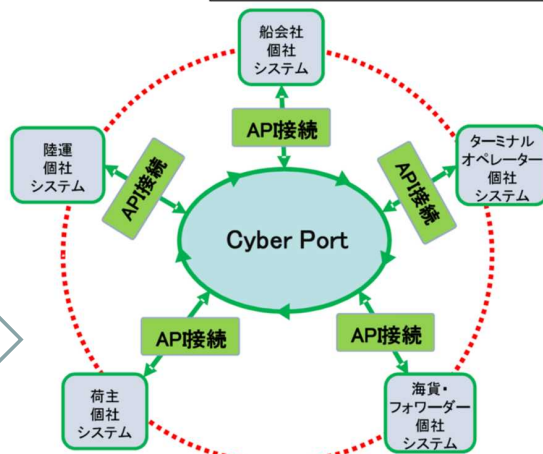 船会社
個社
システム
API接続
陸運
個社
システム
API接続
ターミナル
オペレーター
個社
システム
API接続
Cyber Port
API接続
API接続
荷主
個社
システム
海貨・
フォワーダー
個社
システム